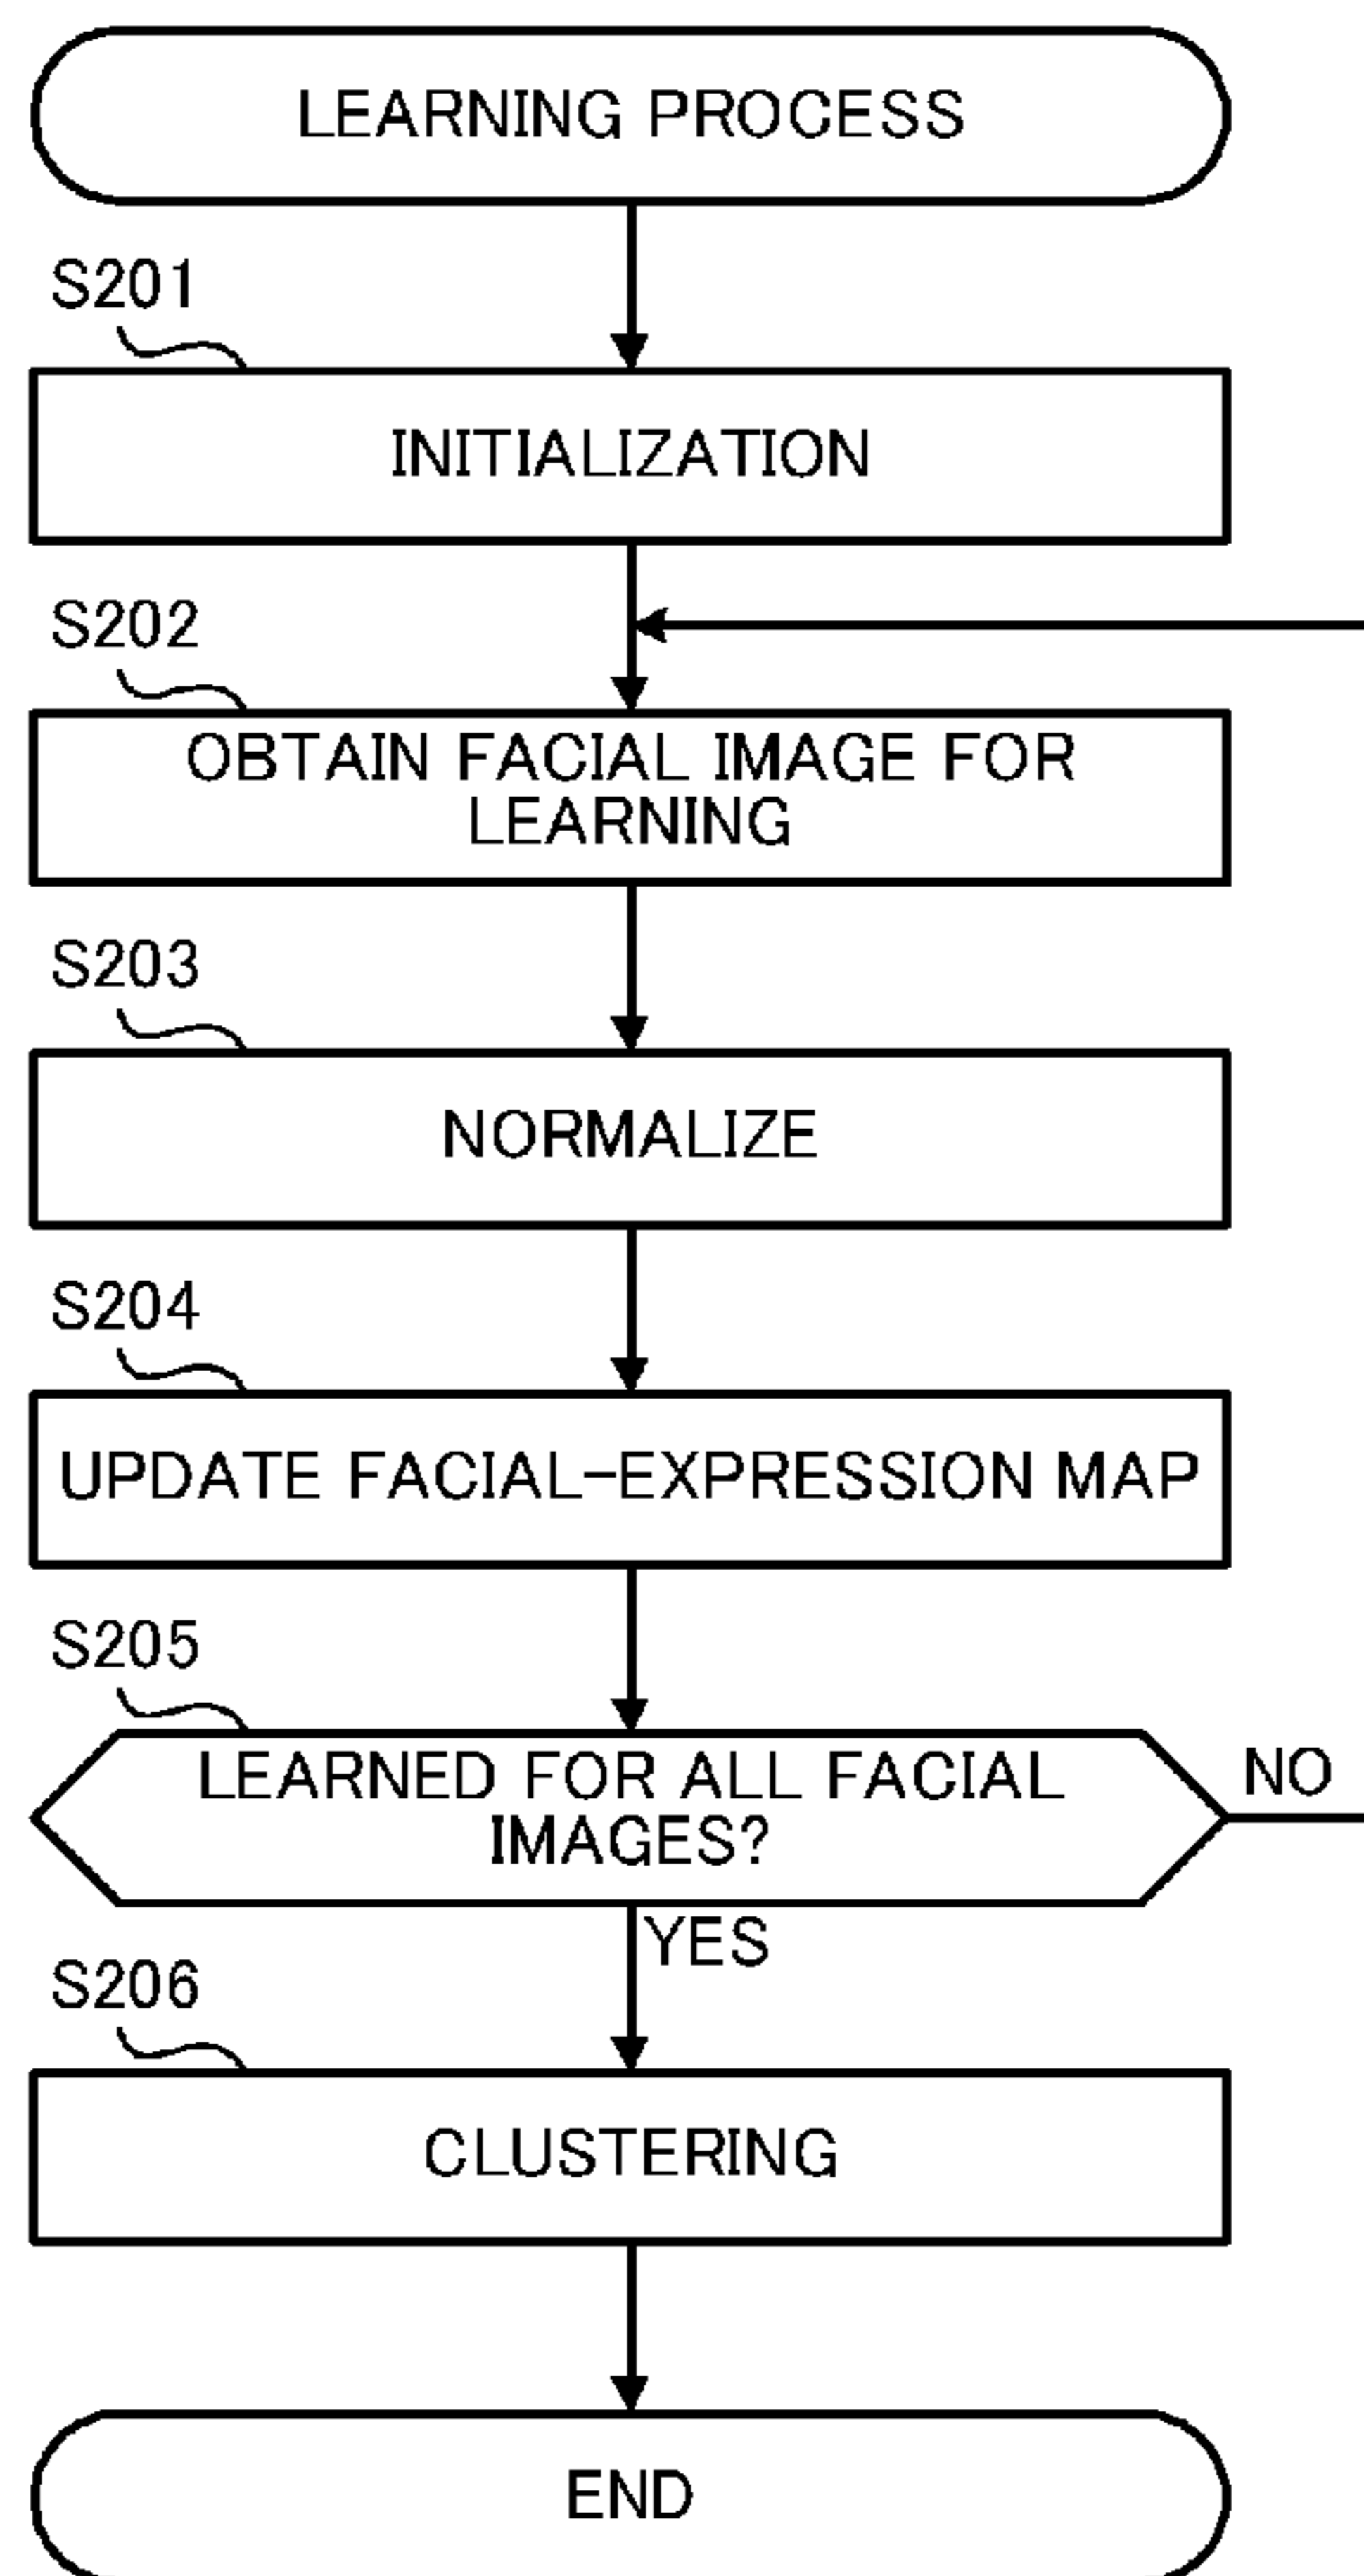 LEARNING PROCESS
S201
INITIALIZATION
S202
OBTAIN FACIAL IMAGE FOR
LEARNING
S203
NORMALIZE
S204
UPDATE FACIAL-EXPRESSION MAP
S205
LEARNED FOR ALL FACIAL
IMAGES?
NO
YES
S206
CLUSTERING
END